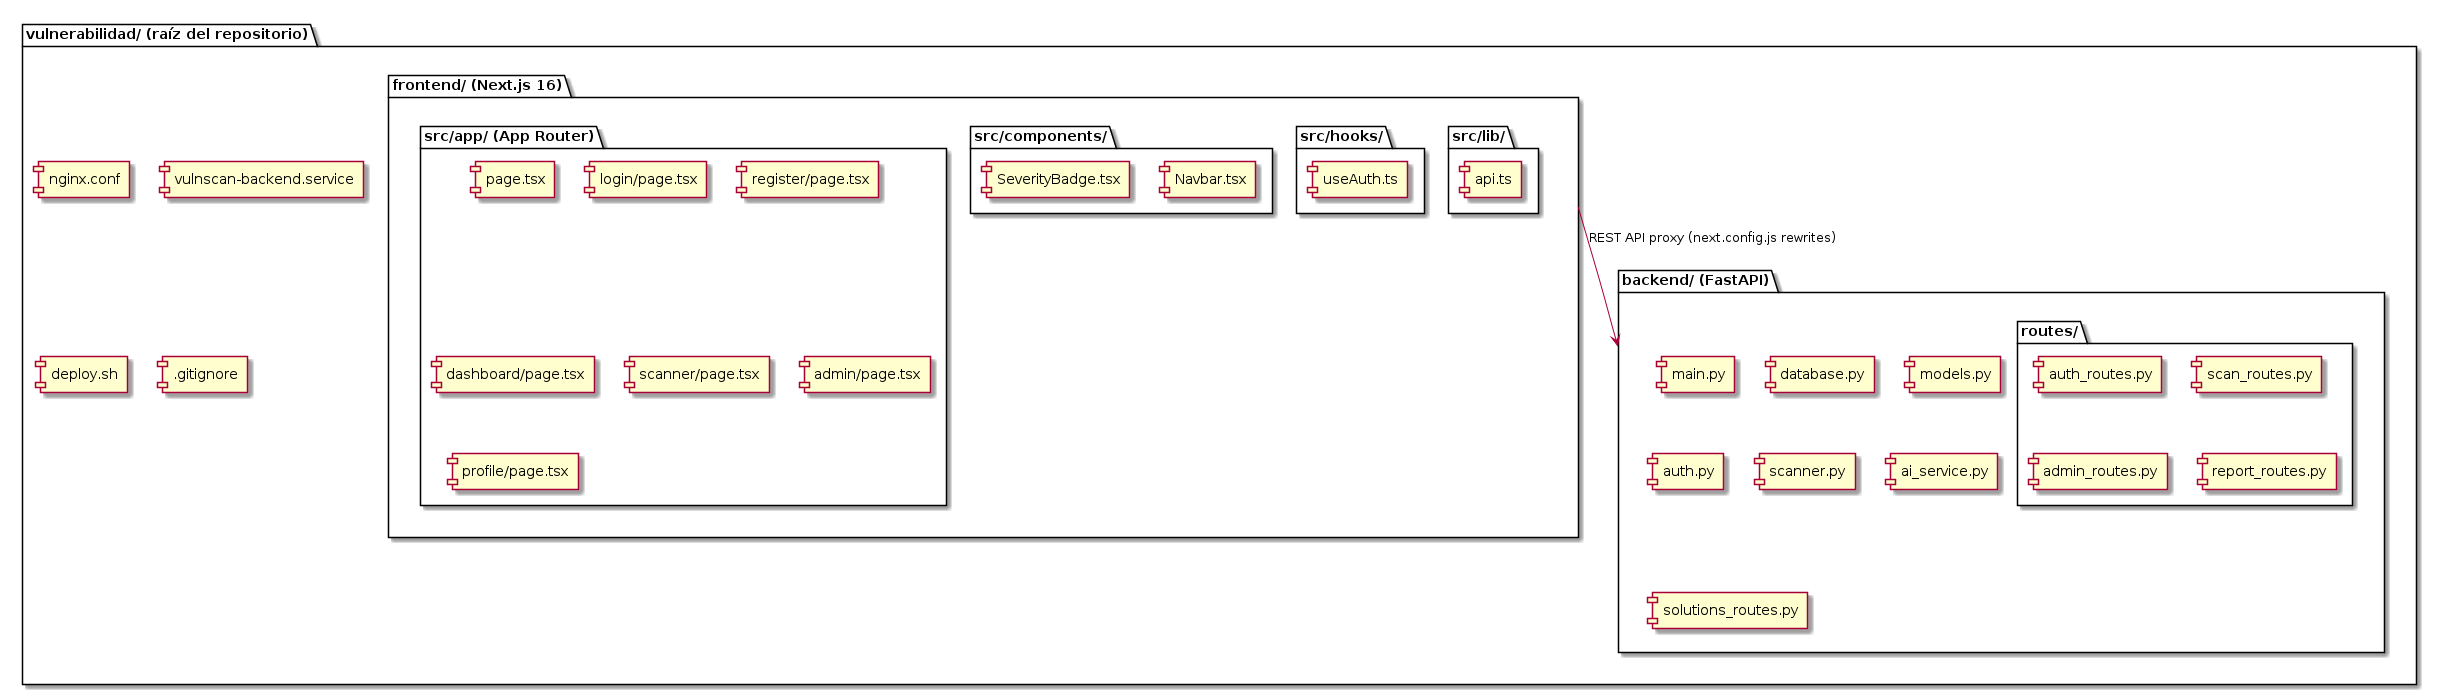 vulnerabilidad/ (raíz del repositorio)
nginx.conf
vulnscan-backend.service
deploy.sh
.gitignore
frontend/ (Next.js 16)
src/app/ (App Router)
page.tsx
login/page.tsx
register/page.tsx
dashboard/page.tsx
scanner/page.tsx
admin/page.tsx
profile/page.tsx
src/components/
SeverityBadge.tsx
Navbar.tsx
src/hooks/
useAuth.ts
src/lib/
api.ts
REST API proxy (next.config.js rewrites)
backend/ (FastAPI)
main.py
database.py
models.py
auth.py
scanner.py
ai_service.py
routes/
auth_routes.py
scan_routes.py
admin_routes.py
report_routes.py
solutions_routes.py